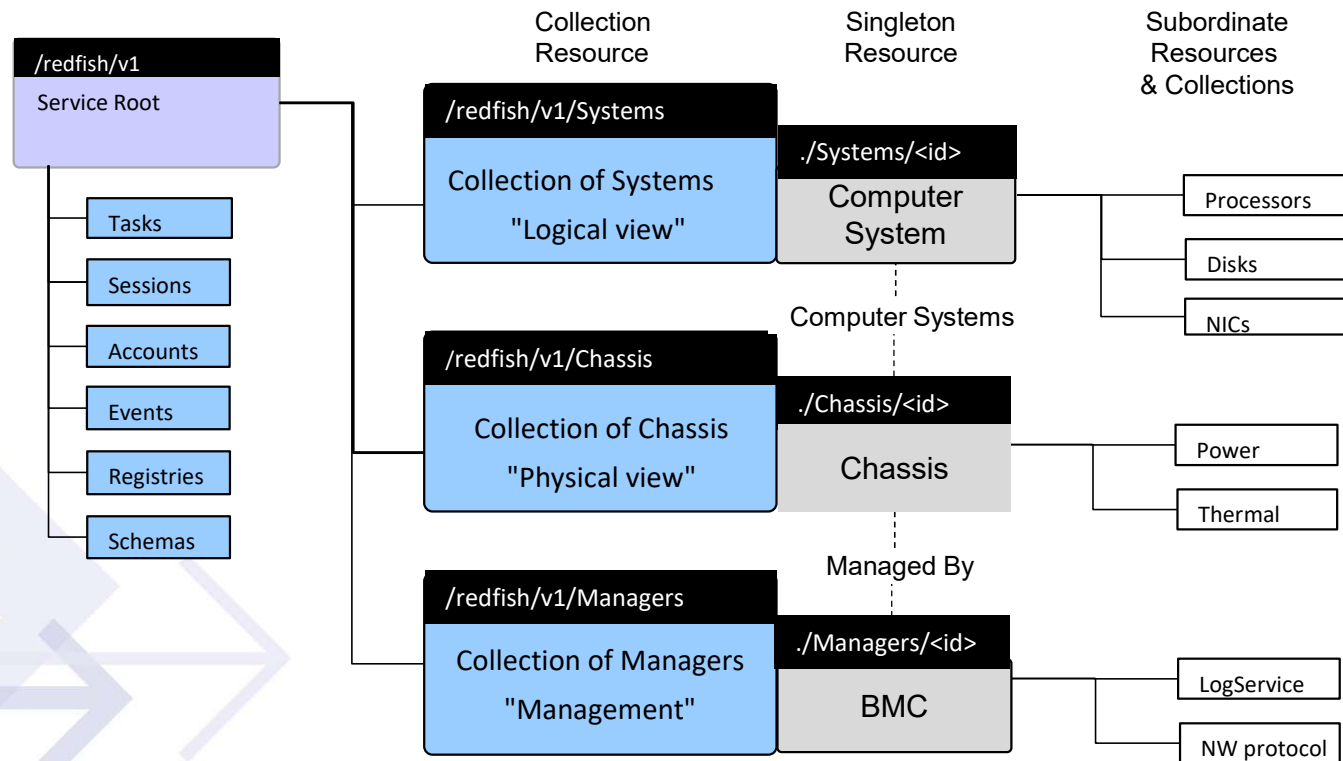 Collection
Resource
Singleton
Resource
Subordinate
Resources
& Collections
/redfish/v1
Service Root
Tasks
Sessions
Accounts
Events
Registries
Schemas
/redfish/v1/Systems
Collection of Systems
"Logical view"
./Systems/<id>
Computer
System
Processors
Disks
NICs
Computer Systems
/redfish/v1/Chassis
Collection of Chassis
"Physical view"
./Chassis/<id>
Chassis
Power
Thermal
Managed By
/redfish/v1/Managers
Collection of Managers
"Management"
./Managers/<id>
BMC
LogService
NW protocol